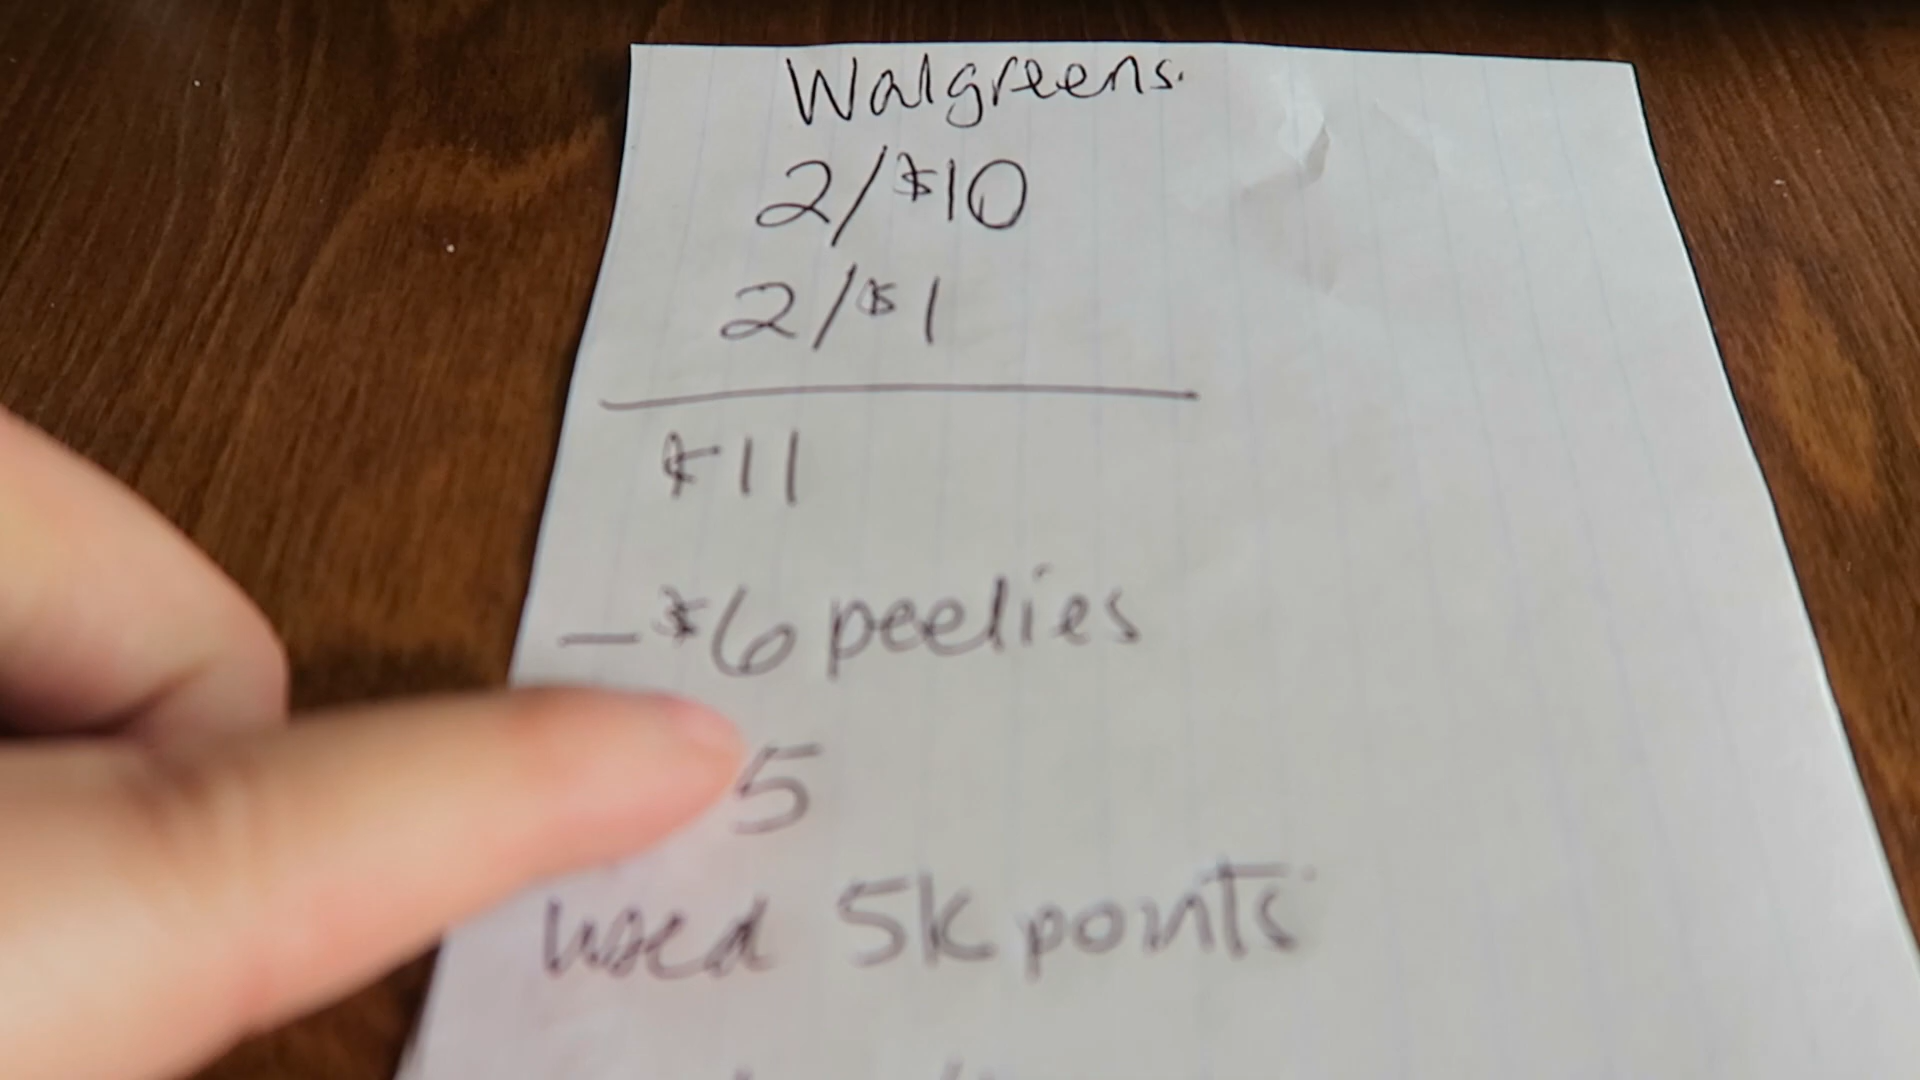 Walgreens.
2/$10
2/$1
$11
-$6 peelies
5
used 5k points